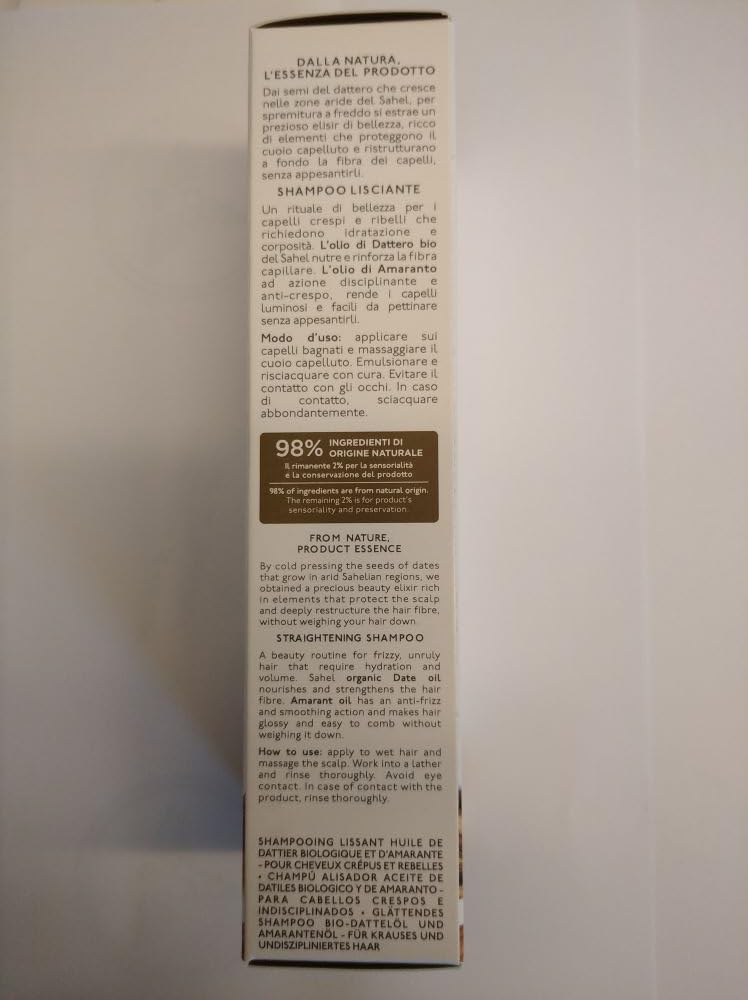 DALLA NATURA,
L'ESSENZA DEL PRODOTTO
Dai semi del dattero che cresce
nelle zone aride del Sahel, per
spremitura a freddo si estrae un
prezioso elisir di bellezza, ricco
di elementi che proteggono il
cuoio capelluto e ristrutturano
a fondo la fibra dei capelli,
senza appesantirli.
SHAMPOO LISCIANTE
Un rituale di bellezza per i
capelli crespi e ribelli che
richiedono idratazione e
corposità. L'olio di Dattero bio
del Sahel nutre e rinforza la fibra
capillare. L'olio di Amaranto
ad azione disciplinante e
anti-crespo, rende i capelli
luminosi e facili da pettinare
senza appesantirli.
Modo d'uso: applicare sui
capelli bagnati e massaggiare il
cuoio capelluto. Emulsionare e
risciacquare con cura. Evitare il
contatto con gli occhi. In caso
di contatto, sciacquare
abbondantemente.
98% INGREDIENTI DI
ORIGINE NATURALE
Il rimanente 2% per la sensorialità
e la conservazione del prodotto
98% of ingredients are from natural origin.
The remaining 2% is for product's
sensoriality and preservation.
FROM NATURE,
PRODUCT ESSENCE
By cold pressing the seeds of dates
that grow in arid Sahelian regions, we
obtained a precious beauty elixir rich
in elements that protect the scalp
and deeply restructure the hair fibre,
without weighing your hair down.
STRAIGHTENING SHAMPOO
A beauty routine for frizzy, unruly
hair that require hydration and
volume. Sahel organic Date oil
nourishes and strengthens the hair
fibre. Amarant oil has an anti-frizz
and smoothing action and makes hair
glossy and easy to comb without
weighing it down.
How to use: apply to wet hair and
massage the scalp. Work into a lather
and rinse thoroughly. Avoid eye
contact. In case of contact with the
product, rinse thoroughly.
SHAMPOOING LISSANT HUILE DE
DATTIER BIOLOGIQUE ET D'AMARANTE
- POUR CHEVEUX CRÉPUS ET REBELLES
• CHAMPÚ ALISADOR ACEITE DE
DATILES BIOLOGICO Y DE AMARANTO -
PARA CABELLOS CRESPOS E
INDISCIPLINADOS • GLÄTTENDES
SHAMPOO BIO-DATTELÖL UND
AMARANTENÖL - FÜR KRAUSES UND
UNDISZIPLINIERTES HAAR